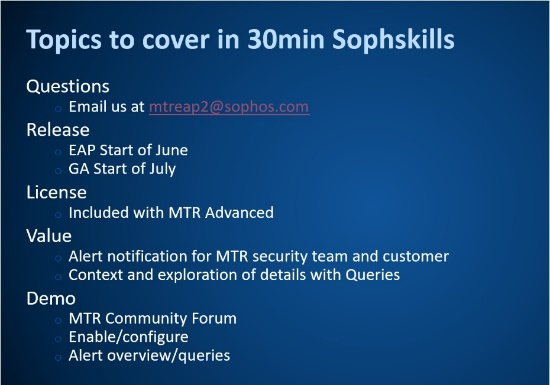 Topics to cover in 30min Sophskills
Questions
Email us at mtreap2@sophos.com
Release
EAP Start of June
GA Start of July
License
Included with MTR Advanced
Value
Alert notification for MTR security team and customer
Context and exploration of details with Queries
Demo
MTR Community Forum
Enable/configure
Alert overview/queries